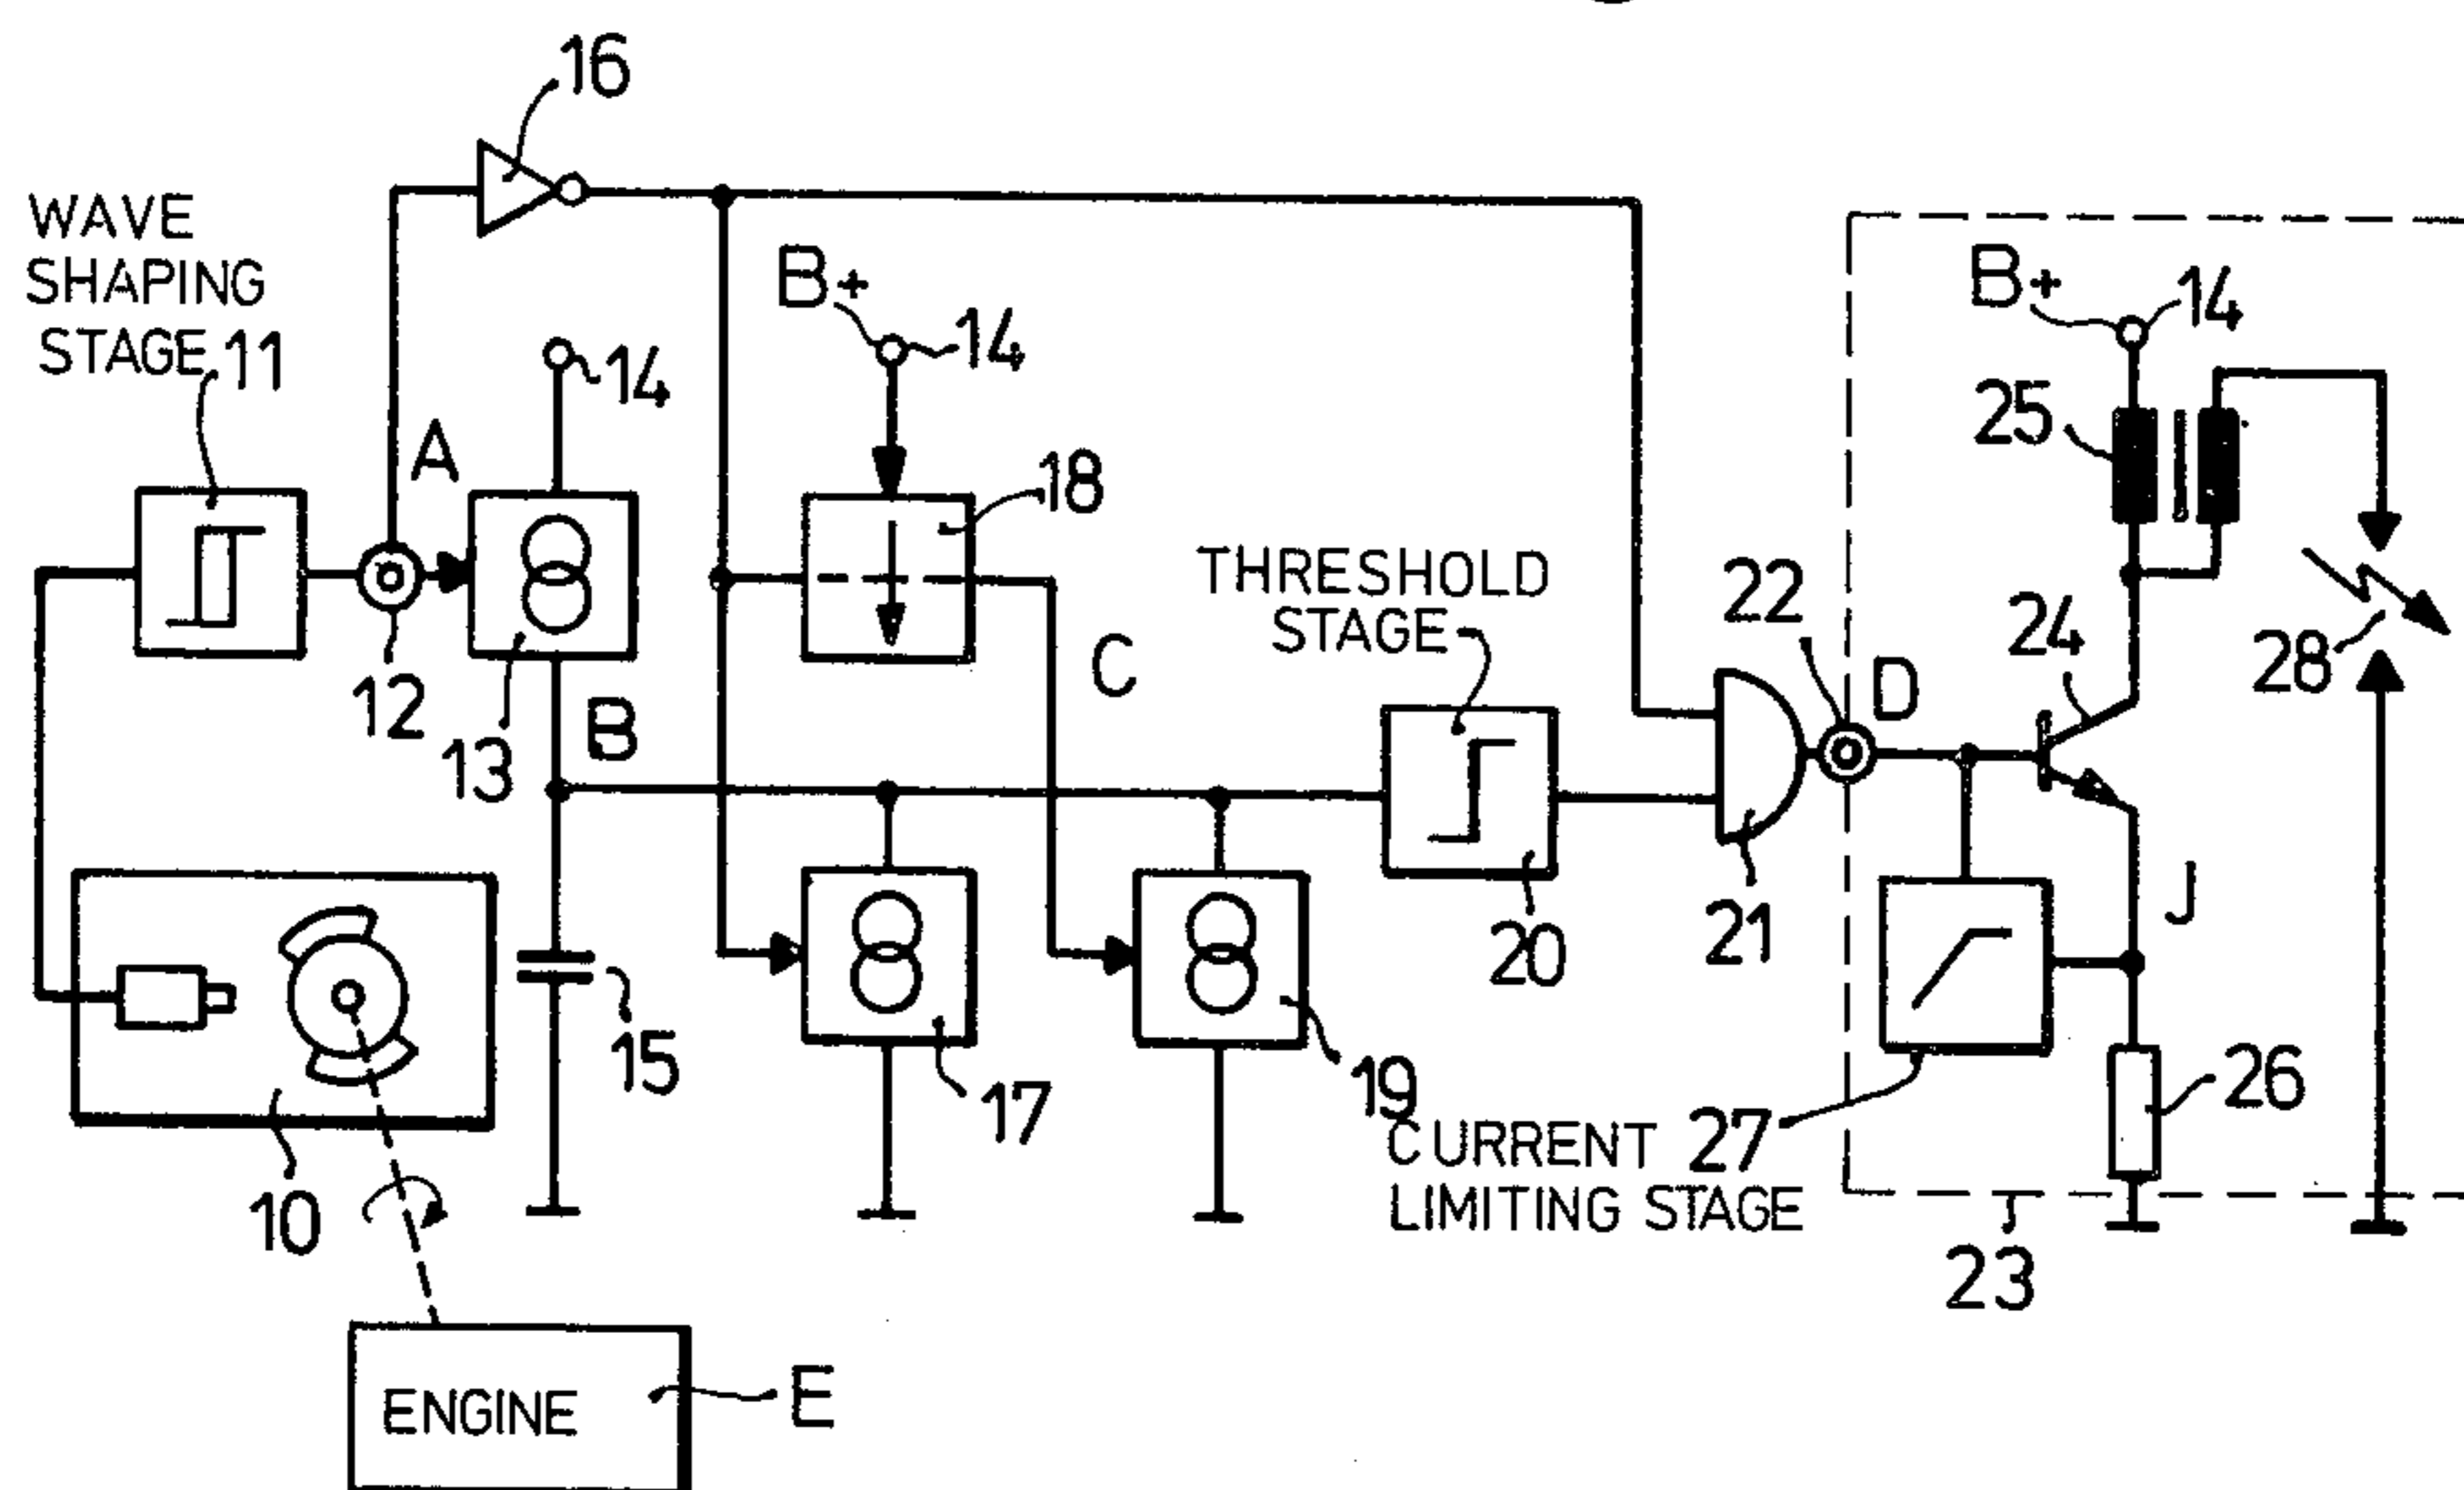 16
WAVE
SHAPING
STAGE 11
B+
14
14
B+
14
25
A
18
THRESHOLD
STAGE
22
24
28
12
13
B
C
D
J
20
21
10
15
17
19
CURRENT 27
LIMITING STAGE
26
23
ENGINE
E